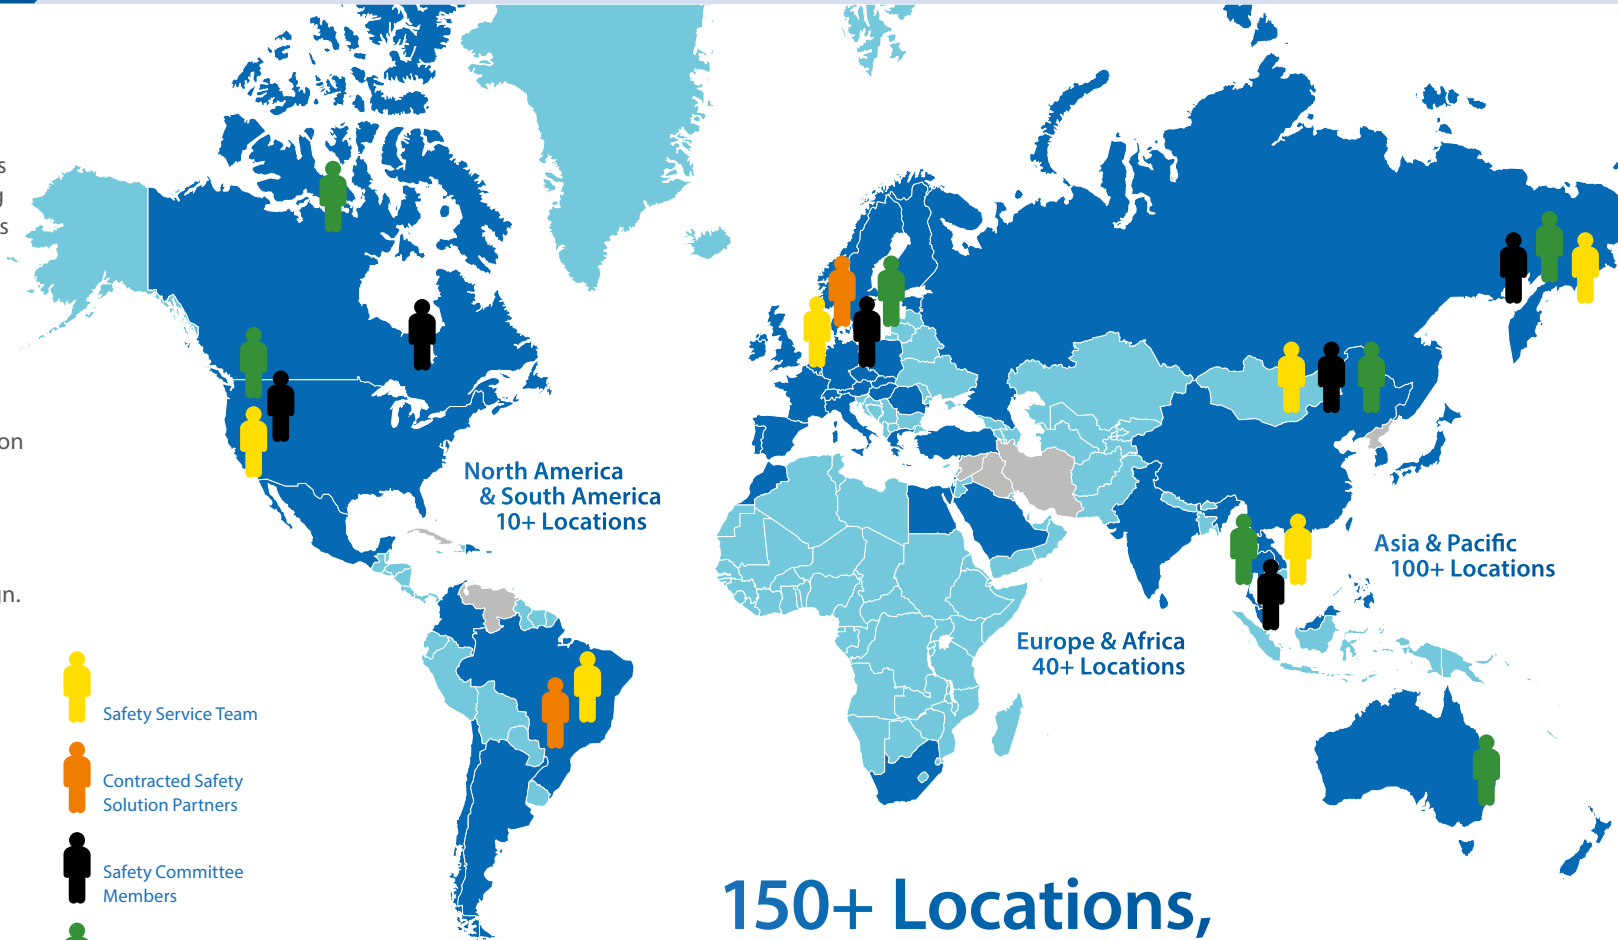 s
s
on
n.
North America
& South America
10+ Locations
Asia & Pacific
100+ Locations
Europe & Africa
40+ Locations
Safety Service Team
Contracted Safety
Solution Partners
Safety Committee
Members
150+ Locations,